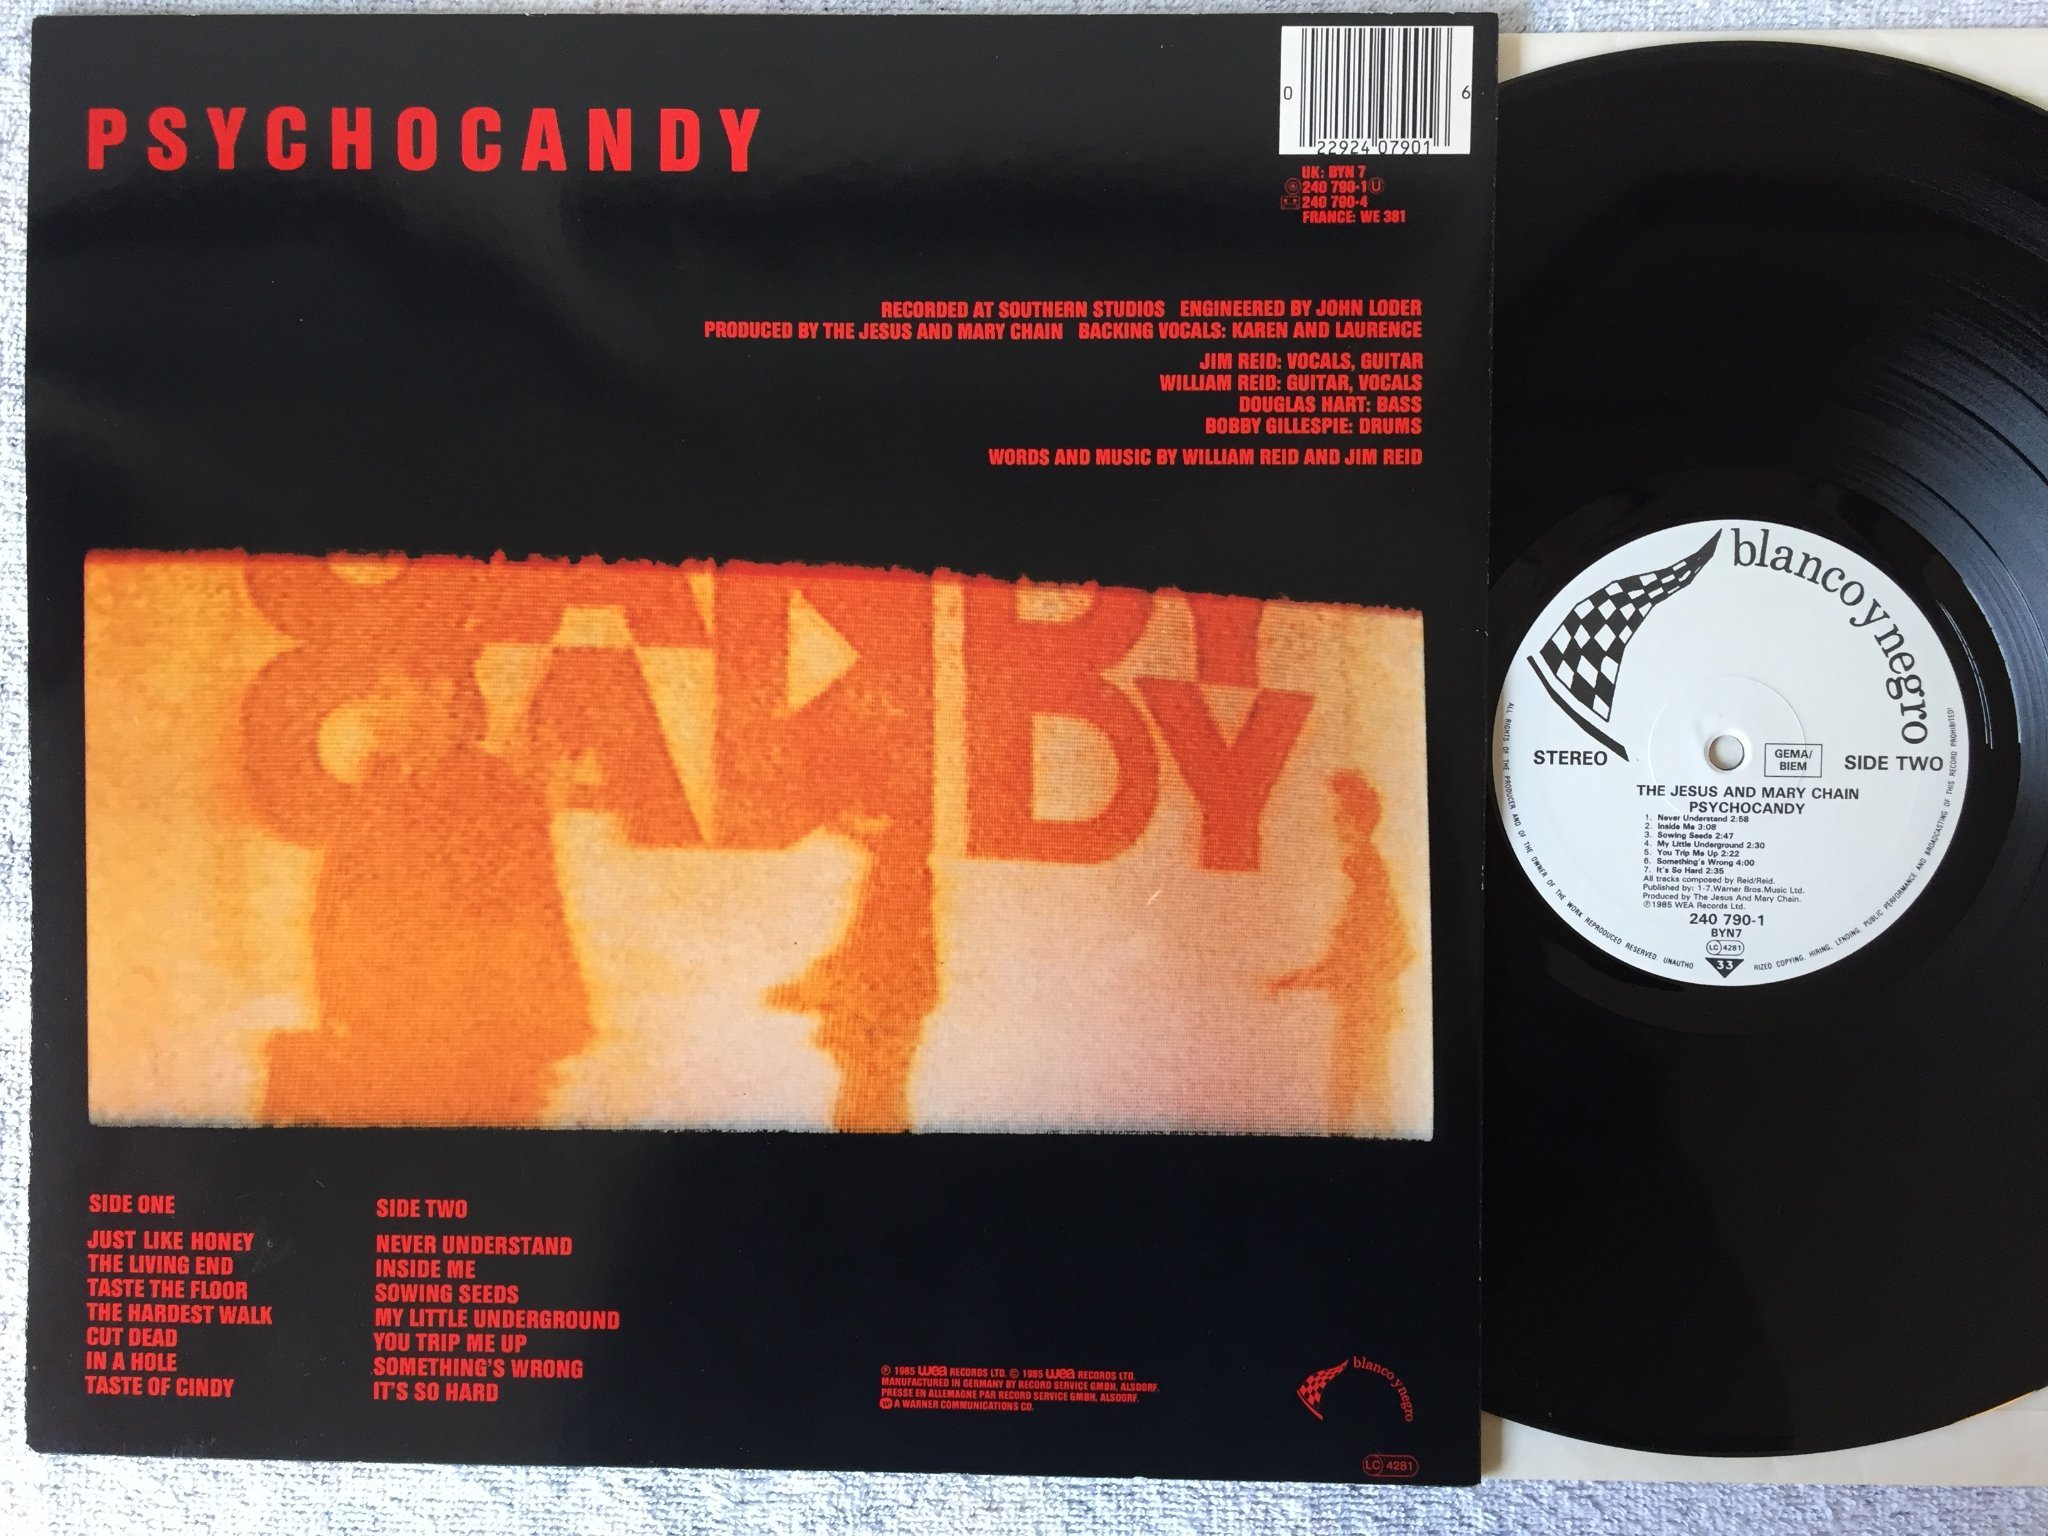 PSYCHOCANDY
0 22924 07901 6
UK: BYN 7
240 790-1 U
240 790-4
FRANCE: WE 381
RECORDED AT SOUTHERN STUDIOS ENGINEERED BY JOHN LODER
PRODUCED BY THE JESUS AND MARY CHAIN BACKING VOCALS: KAREN AND LAURENCE
JIM REID: VOCALS, GUITAR
WILLIAM REID: GUITAR, VOCALS
DOUGLAS HART: BASS
BOBBY GILLESPIE: DRUMS
WORDS AND MUSIC BY WILLIAM REID AND JIM REID
CANDY
CANDY
SIDE ONE
JUST LIKE HONEY
THE LIVING END
TASTE THE FLOOR
THE HARDEST WALK
CUT DEAD
IN A HOLE
TASTE OF CINDY
SIDE TWO
NEVER UNDERSTAND
INSIDE ME
SOWING SEEDS
MY LITTLE UNDERGROUND
YOU TRIP ME UP
SOMETHING'S WRONG
IT'S SO HARD
℗ 1985 wea RECORDS LTD. © 1985 wea RECORDS LTD.
MANUFACTURED IN GERMANY BY RECORD SERVICE GMBH, ALSDORF.
PRESSE EN ALLEMAGNE PAR RECORD SERVICE GMBH, ALSDORF.
A WARNER COMMUNICATIONS CO.
blanco y negro
LC 4281
blanco y negro
STEREO
GEMA/
BIEM
SIDE TWO
THE JESUS AND MARY CHAIN
PSYCHOCANDY
1. Never Understand 2:58
2. Inside Me 3:08
3. Sowing Seeds 2:47
4. My Little Underground 2:30
5. You Trip Me Up 2:22
6. Something's Wrong 4:00
7. It's So Hard 2:35
All tracks composed by Reid/Reid.
Published by: 1-7. Warner Bros. Music Ltd.
Produced by The Jesus And Mary Chain.
℗1985 WEA Records Ltd.
240 790-1
BYN7
LC 4281
33
ALL RIGHTS OF THE PRODUCER AND OF THE OWNER OF THE WORK REPRODUCED RESERVED UNAUTHO RIZED COPYING, HIRING, LENDING PUBLIC PERFORMANCE AND BROADCASTING OF THIS RECORD PROHIBITED!